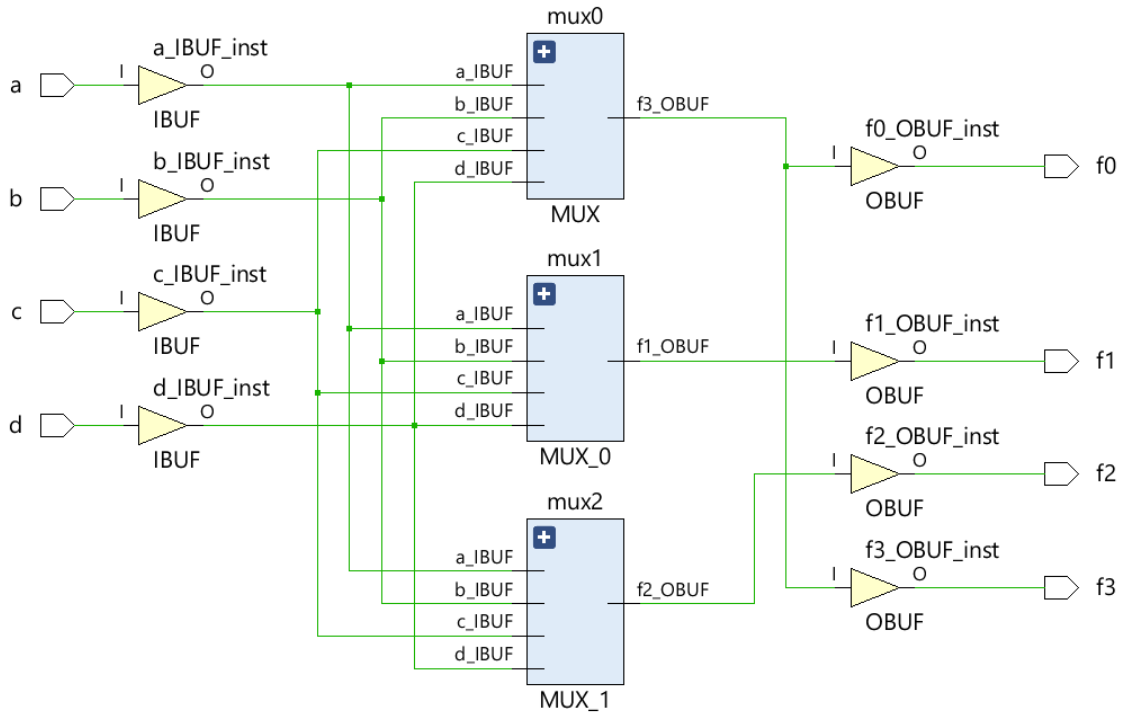 a
I
a_IBUF_inst
O
IBUF
b
I
b_IBUF_inst
O
IBUF
c
I
c_IBUF_inst
O
IBUF
d
I
d_IBUF_inst
O
IBUF
mux0
a_IBUF
b_IBUF
c_IBUF
d_IBUF
f3_OBUF
MUX
mux1
a_IBUF
b_IBUF
c_IBUF
d_IBUF
f1_OBUF
MUX_0
mux2
a_IBUF
b_IBUF
c_IBUF
d_IBUF
f2_OBUF
MUX_1
f0_OBUF_inst
I
O
OBUF
f0
f1_OBUF_inst
I
O
OBUF
f1
f2_OBUF_inst
I
O
OBUF
f2
f3_OBUF_inst
I
O
OBUF
f3